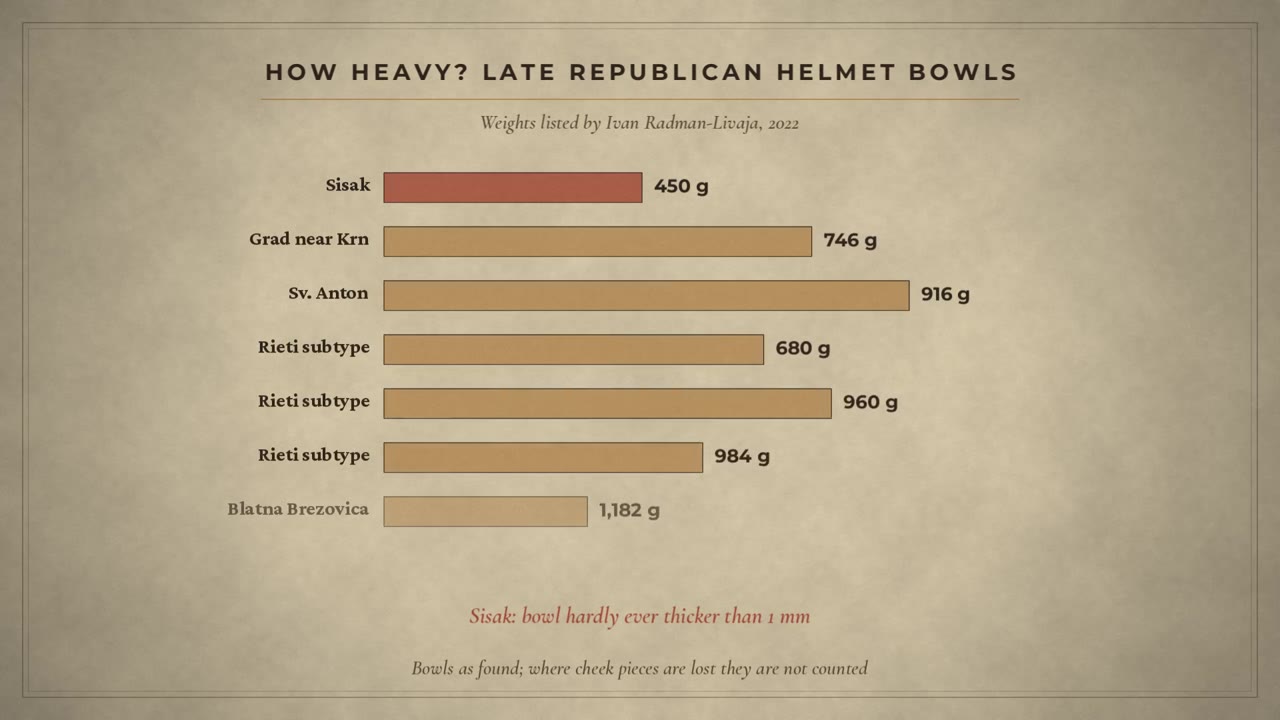 HOW HEAVY? LATE REPUBLICAN HELMET BOWLS
Weights listed by Ivan Radman-Livaja, 2022
Sisak 450 g
Grad near Krn 746 g
Sv. Anton 916 g
Rieti subtype 680 g
Rieti subtype 960 g
Rieti subtype 984 g
Blatna Brezovica 1,182 g
Sisak: bowl hardly ever thicker than 1 mm
Bowls as found; where cheek pieces are lost they are not counted